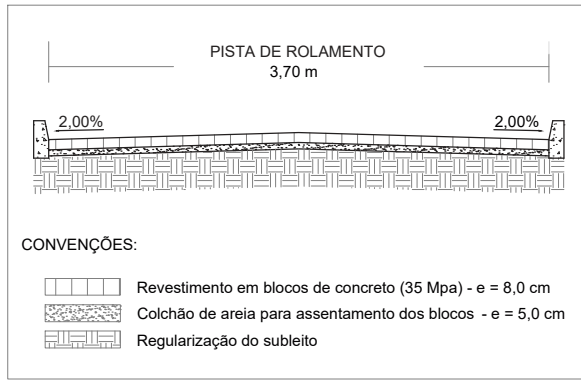 PISTA DE ROLAMENTO
3,70 m
2,00%
2,00%
CONVENÇÕES:
Revestimento em blocos de concreto (35 Mpa) - e = 8,0 cm
Colchão de areia para assentamento dos blocos - e = 5,0 cm
Regularização do subleito